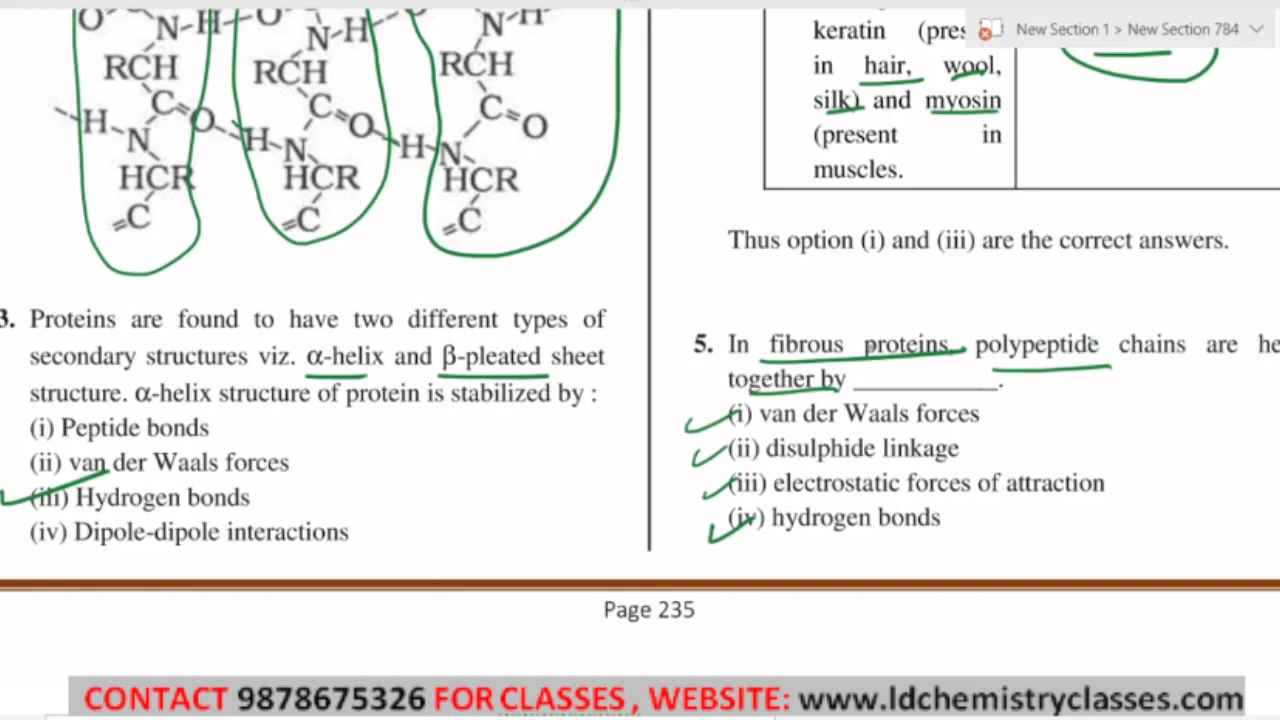 O N-H O N-H N-H
RCH RCH RCH
C O C O C O
H N H N H N
HCR HCR HCR
C C C
3. Proteins are found to have two different types of
secondary structures viz. α-helix and β-pleated sheet
structure. α-helix structure of protein is stabilized by :
(i) Peptide bonds
(ii) van der Waals forces
(iii) Hydrogen bonds
(iv) Dipole-dipole interactions
keratin (pres
in hair, wool,
silk) and myosin
(present in
muscles.
New Section 1 > New Section 784
Thus option (i) and (iii) are the correct answers.
5. In fibrous proteins, polypeptide chains are he
together by ____________.
(i) van der Waals forces
(ii) disulphide linkage
(iii) electrostatic forces of attraction
(iv) hydrogen bonds
Page 235
CONTACT 9878675326 FOR CLASSES , WEBSITE: www.ldchemistryclasses.com